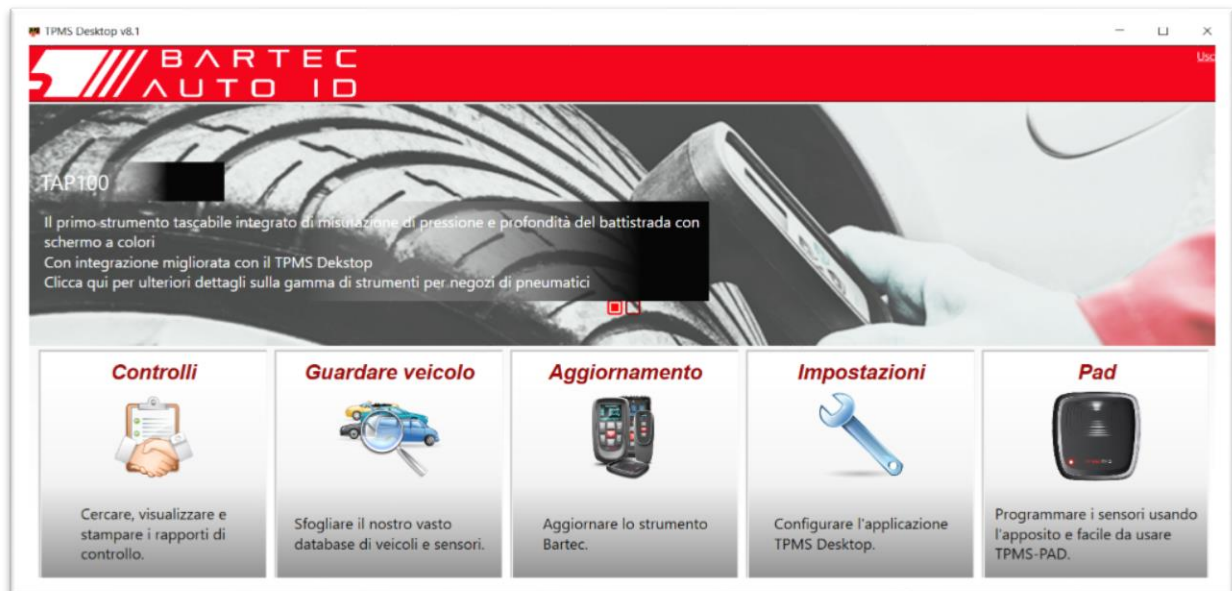 TPMS Desktop v8.1
BARTEC
AUTO ID
Usc
TAP100
Il primo strumento tascabile integrato di misurazione di pressione e profondità del battistrada con
schermo a colori
Con integrazione migliorata con il TPMS Dekstop
Clicca qui per ulteriori dettagli sulla gamma di strumenti per negozi di pneumatici
Controlli
Cercare, visualizzare e
stampare i rapporti di
controllo.
Guardare veicolo
Sfogliare il nostro vasto
database di veicoli e sensori.
Aggiornamento
Aggiornare lo strumento
Bartec.
Impostazioni
Configurare l'applicazione
TPMS Desktop.
Pad
Programmare i sensori usando
l'apposito e facile da usare
TPMS-PAD.